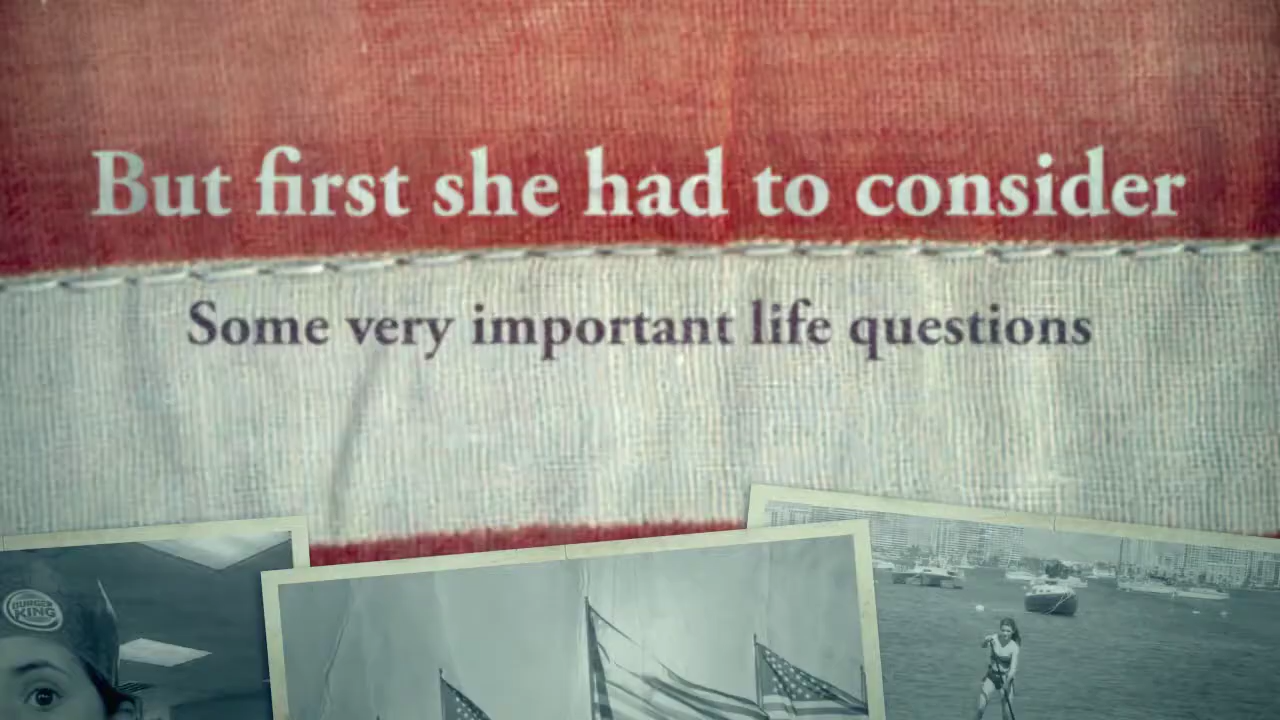 But first she had to consider
Some very important life questions
BURGER
KING